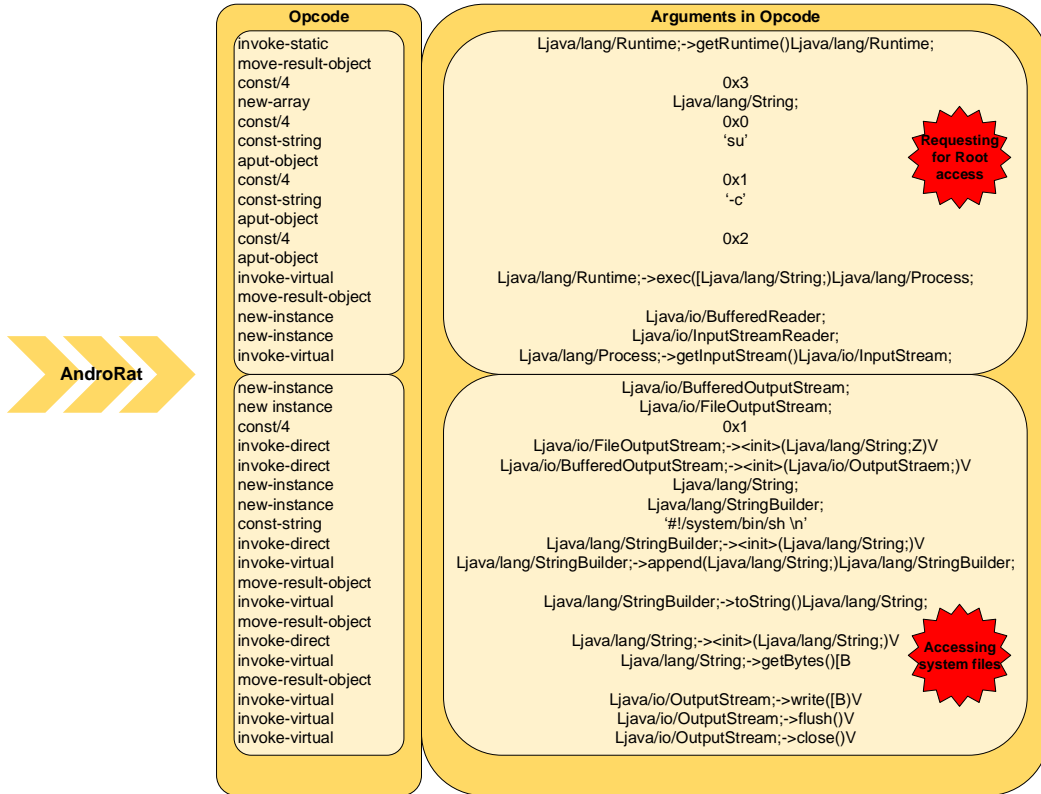 Opcode Arguments in Opcode
invoke-static Ljava/lang/Runtime;->getRuntime()Ljava/lang/Runtime;
move-result-object
const/4 0x3
new-array Ljava/lang/String;
const/4 0x0
const-string ‘su’
aput-object
const/4 0x1
const-string ‘-c’
aput-object
const/4 0x2
aput-object
invoke-virtual Ljava/lang/Runtime;->exec([Ljava/lang/String;)Ljava/lang/Process;
move-result-object
new-instance Ljava/io/BufferedReader;
new-instance Ljava/io/InputStreamReader;
invoke-virtual Ljava/lang/Process;->getInputStream()Ljava/io/InputStream;
Requesting
for Root
access
AndroRat
new-instance Ljava/io/BufferedOutputStream;
new instance Ljava/io/FileOutputStream;
const/4 0x1
invoke-direct Ljava/io/FileOutputStream;-><init>(Ljava/lang/String;Z)V
invoke-direct Ljava/io/BufferedOutputStream;-><init>(Ljava/io/OutputStraem;)V
new-instance Ljava/lang/String;
new-instance Ljava/lang/StringBuilder;
const-string ‘#!/system/bin/sh \n’
invoke-direct Ljava/lang/StringBuilder;-><init>(Ljava/lang/String;)V
invoke-virtual Ljava/lang/StringBuilder;->append(Ljava/lang/String;)Ljava/lang/StringBuilder;
move-result-object
invoke-virtual Ljava/lang/StringBuilder;->toString()Ljava/lang/String;
move-result-object
invoke-direct Ljava/lang/String;-><init>(Ljava/lang/String;)V
invoke-virtual Ljava/lang/String;->getBytes()[B
move-result-object
invoke-virtual Ljava/io/OutputStream;->write([B)V
invoke-virtual Ljava/io/OutputStream;->flush()V
invoke-virtual Ljava/io/OutputStream;->close()V
Accessing
system files